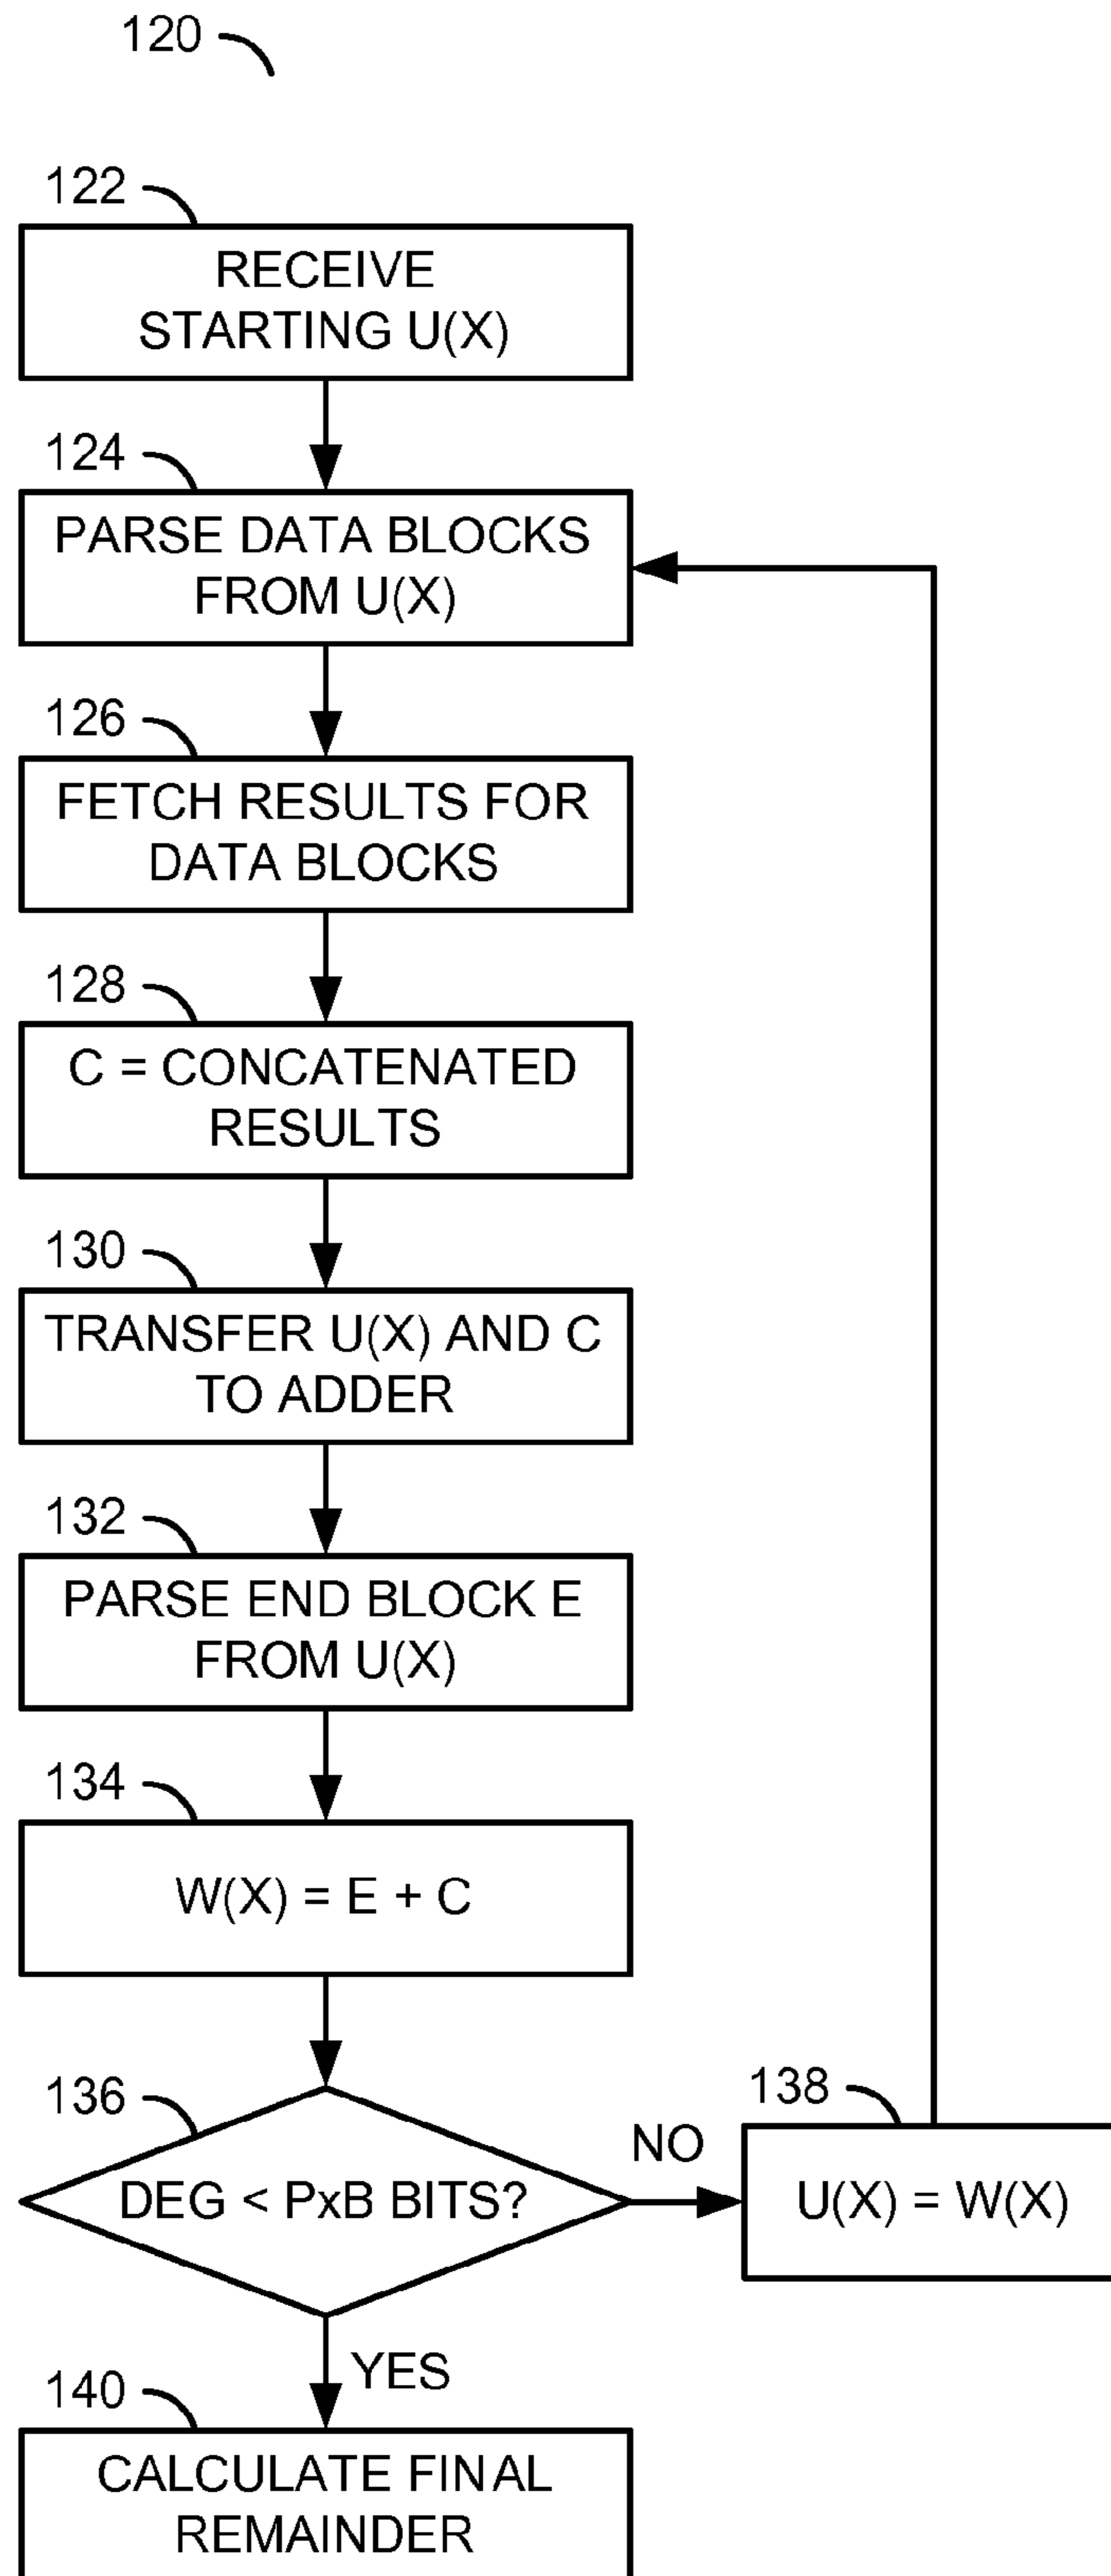 120
122
RECEIVE
STARTING U(X)
124
PARSE DATA BLOCKS
FROM U(X)
126
FETCH RESULTS FOR
DATA BLOCKS
128
C = CONCATENATED
RESULTS
130
TRANSFER U(X) AND C
TO ADDER
132
PARSE END BLOCK E
FROM U(X)
134
W(X) = E + C
136
DEG < PxB BITS?
NO
138
U(X) = W(X)
YES
140
CALCULATE FINAL
REMAINDER